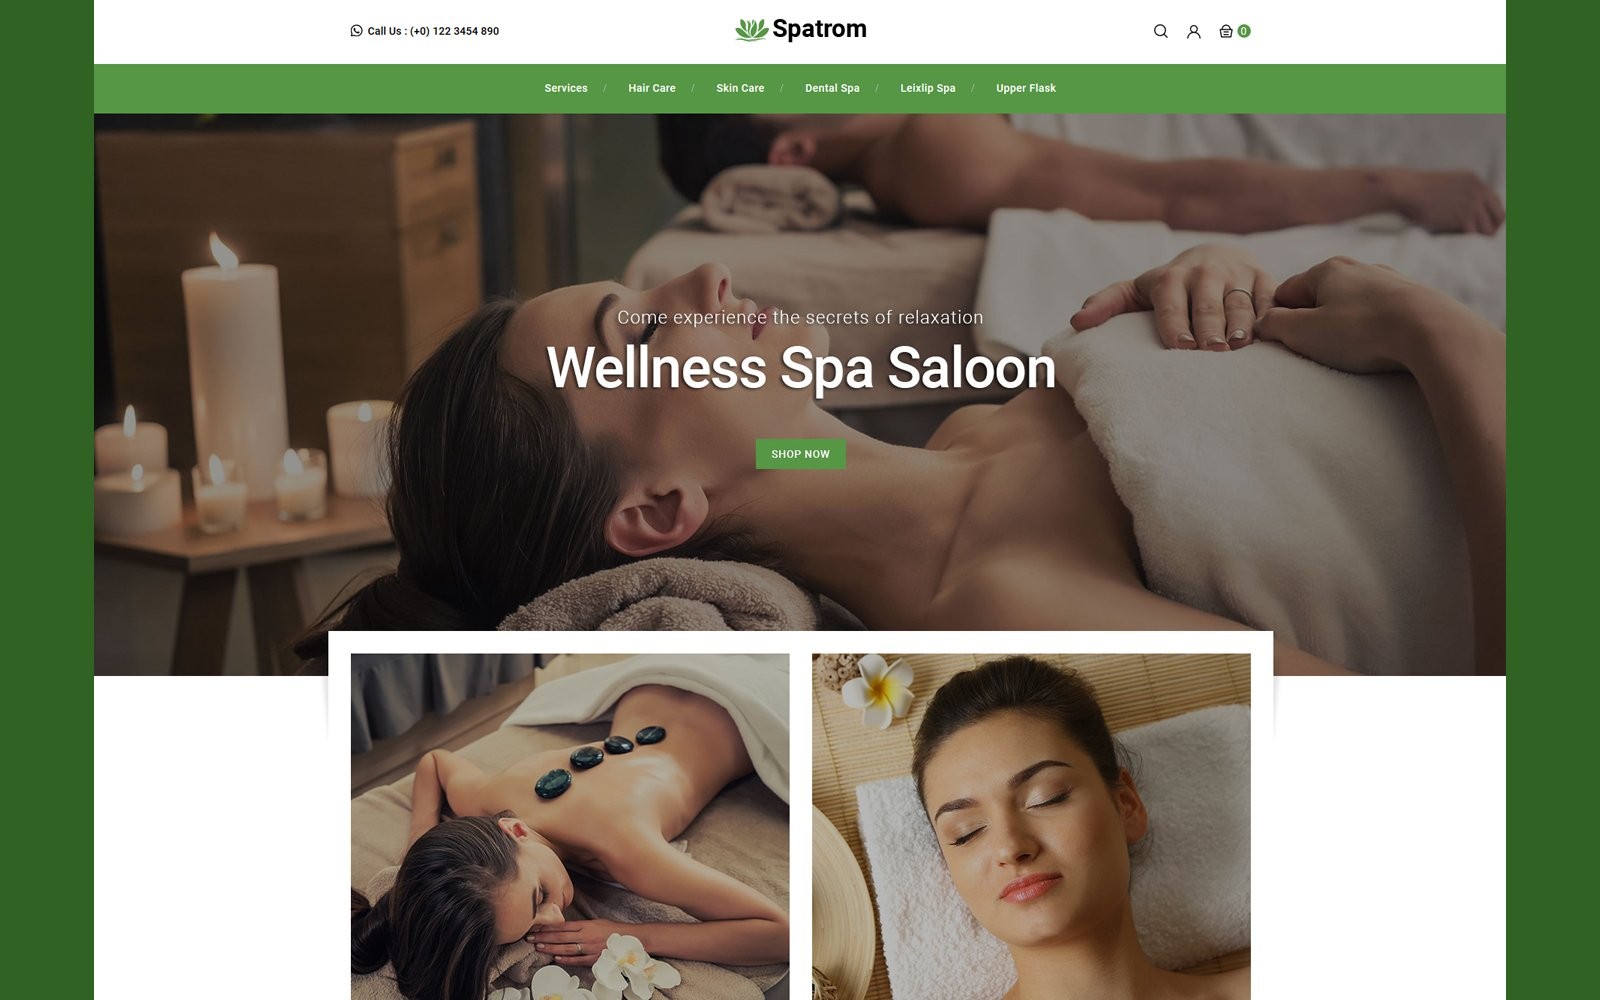 Call Us : (+0) 122 3454 890
Spatrom
0
Services / Hair Care / Skin Care / Dental Spa / Leixlip Spa / Upper Flask
Come experience the secrets of relaxation
Wellness Spa Saloon
SHOP NOW